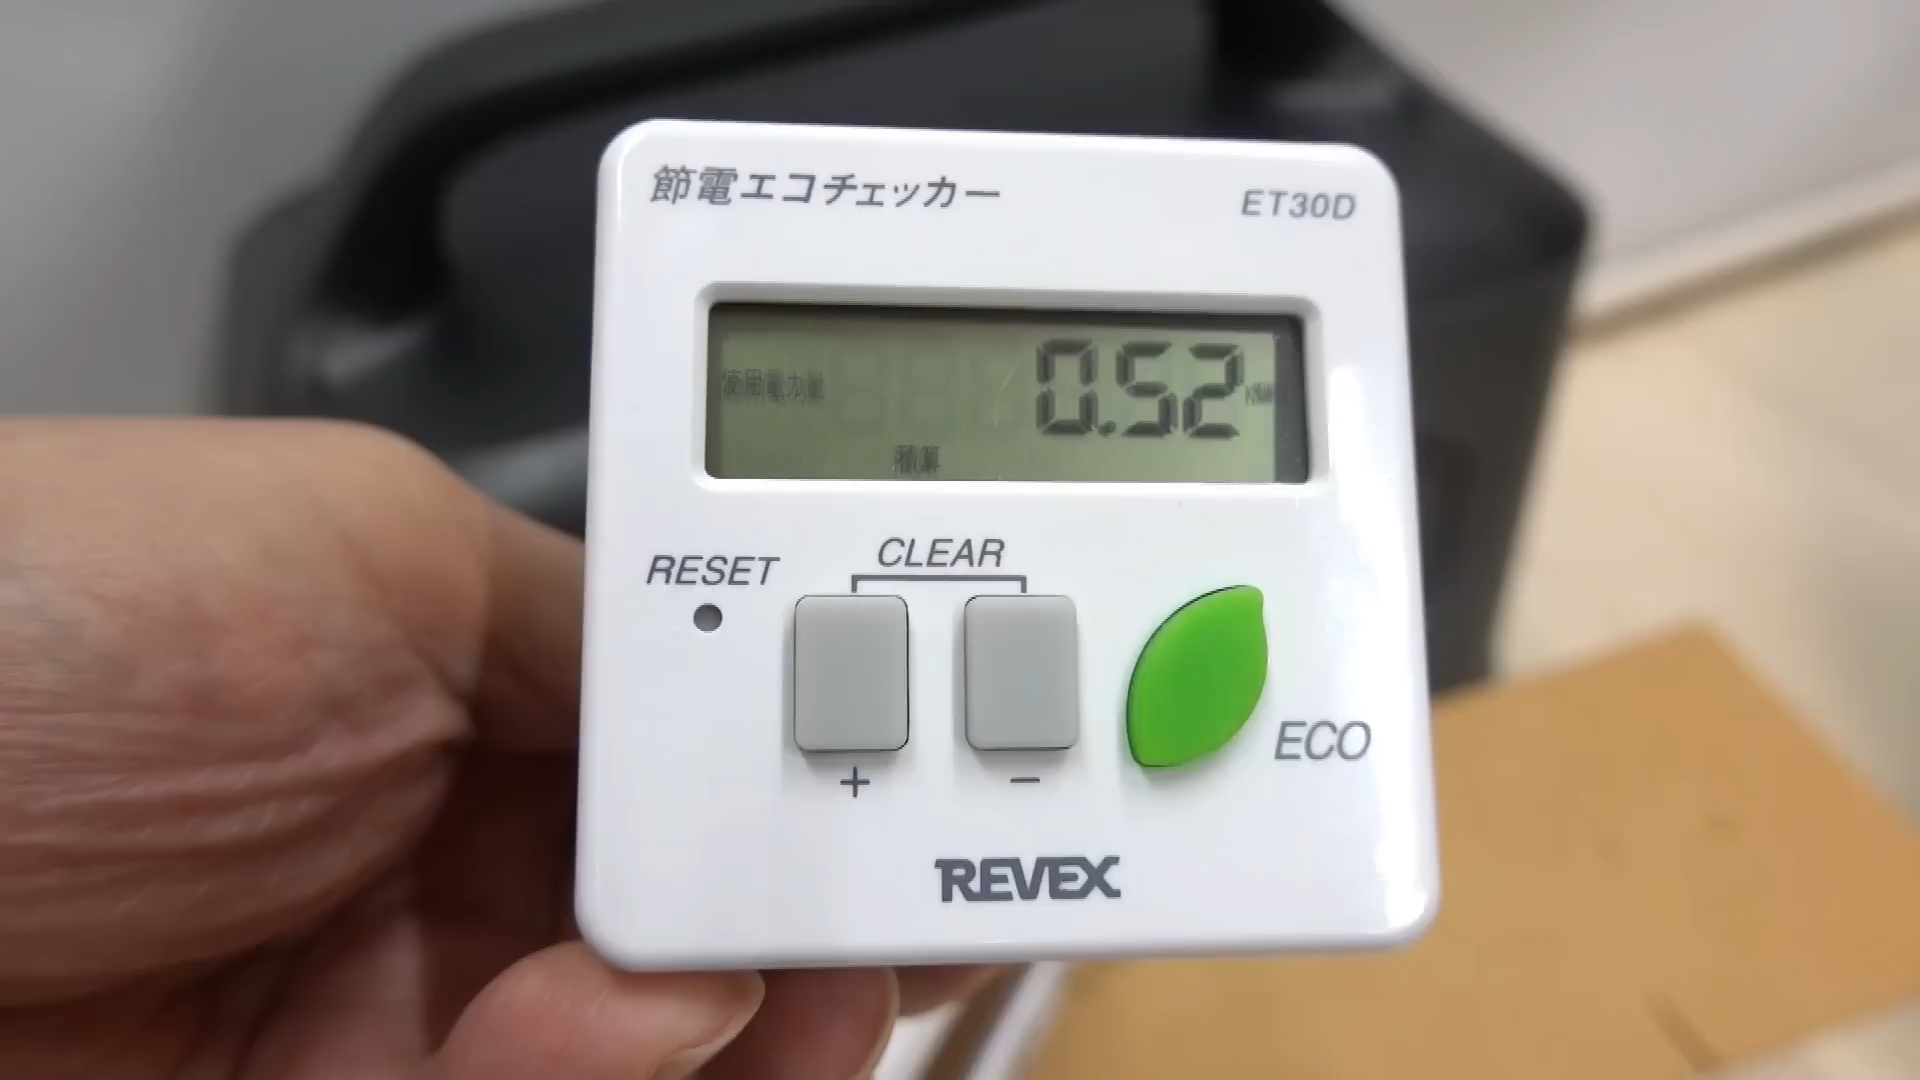 節電エコチェッカー
ET30D
使用電力量
0.52
kWh
積算
RESET
CLEAR
+
−
ECO
REVEX